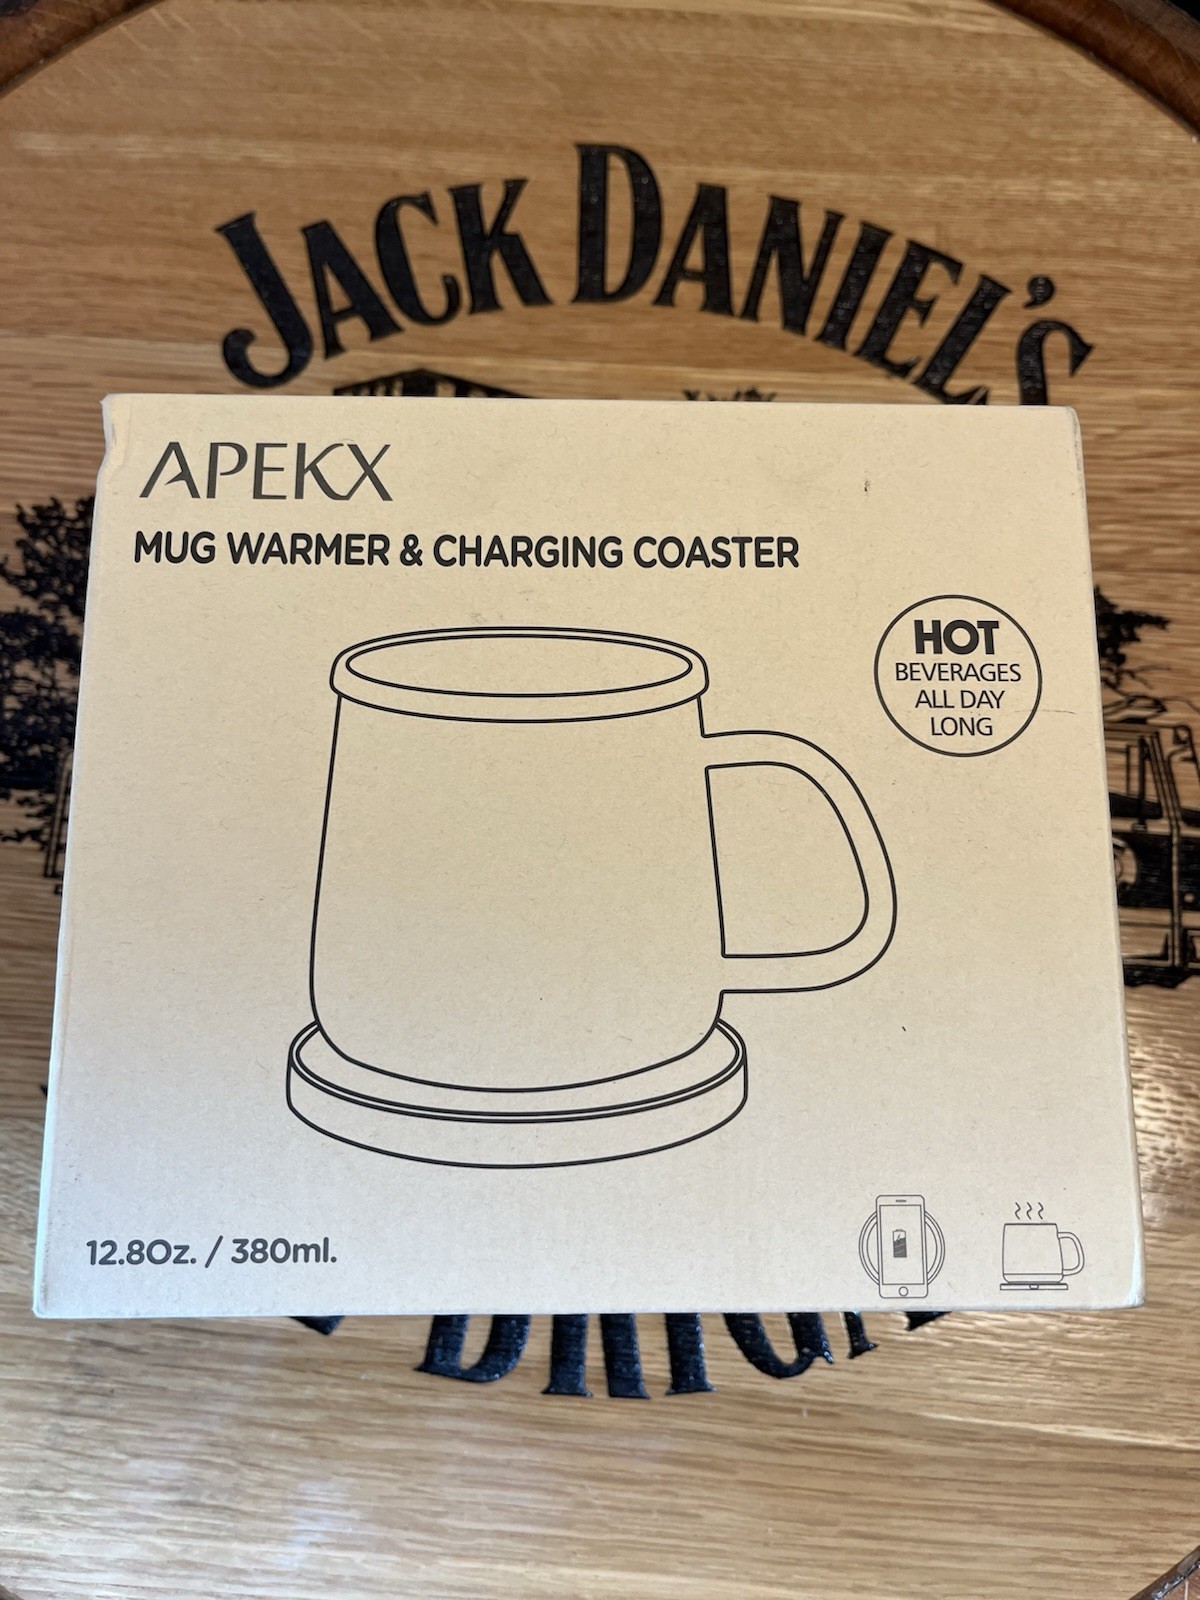 JACK DANIEL'S
APEKX
MUG WARMER & CHARGING COASTER
HOT
BEVERAGES
ALL DAY
LONG
12.8Oz. / 380ml.